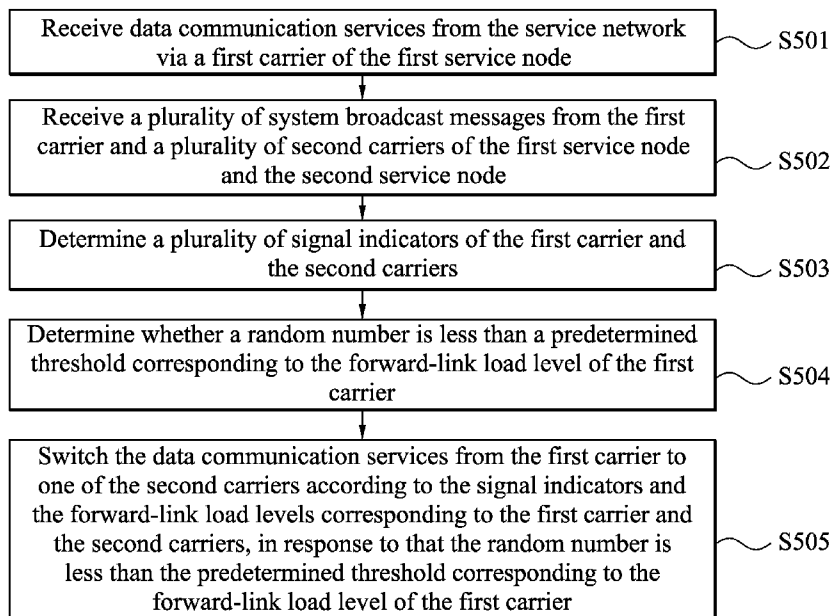 Receive data communication services from the service network
via a first carrier of the first service node
S501
Receive a plurality of system broadcast messages from the first
carrier and a plurality of second carriers of the first service node
and the second service node
S502
Determine a plurality of signal indicators of the first carrier and
the second carriers
S503
Determine whether a random number is less than a predetermined
threshold corresponding to the forward-link load level of the first
carrier
S504
Switch the data communication services from the first carrier to
one of the second carriers according to the signal indicators and
the forward-link load levels corresponding to the first carrier and
the second carriers, in response to that the random number is
less than the predetermined threshold corresponding to the
forward-link load level of the first carrier
S505